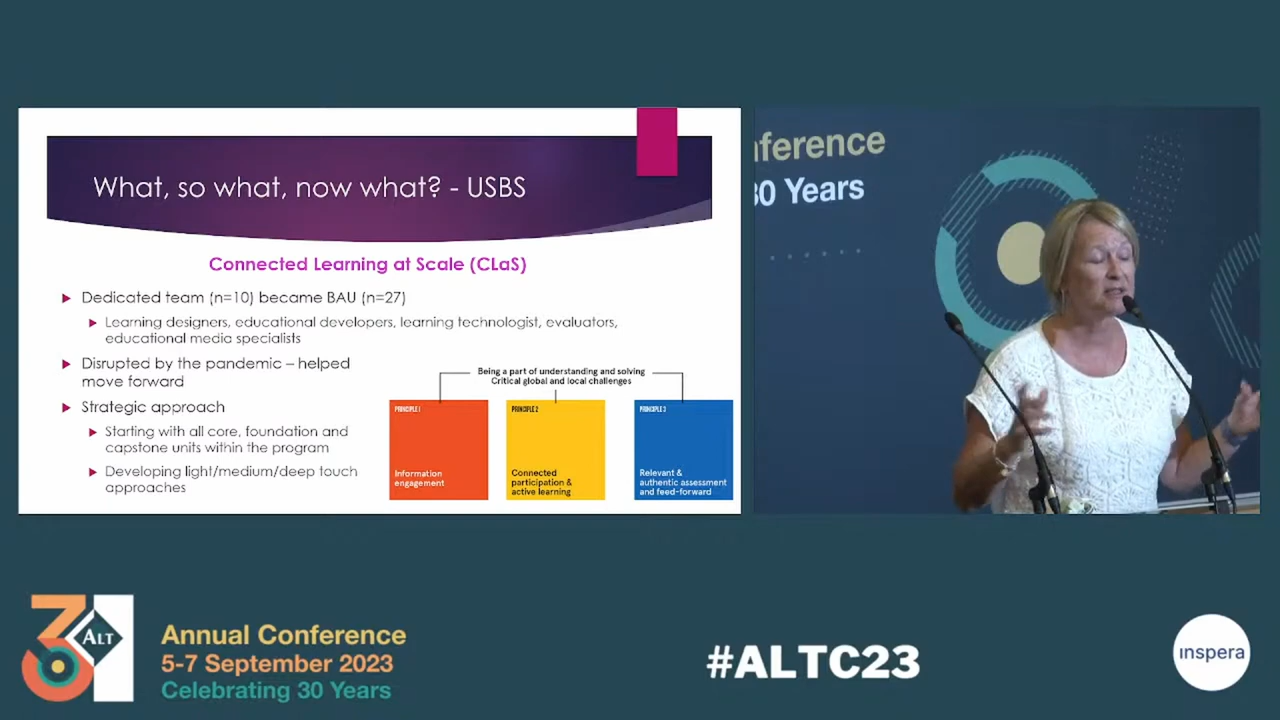 What, so what, now what? - USBS
Connected Learning at Scale (CLaS)
Dedicated team (n=10) became BAU (n=27)
Learning designers, educational developers, learning technologist, evaluators,
educational media specialists
Disrupted by the pandemic – helped
move forward
Strategic approach
Starting with all core, foundation and
capstone units within the program
Developing light/medium/deep touch
approaches
Being a part of understanding and solving
Critical global and local challenges
PRINCIPLE 1
Information
engagement
PRINCIPLE 2
Connected
participation &
active learning
PRINCIPLE 3
Relevant &
authentic assessment
and feed-forward
nference
30 Years
ALT
Annual Conference
5-7 September 2023
Celebrating 30 Years
#ALTC23
inspera